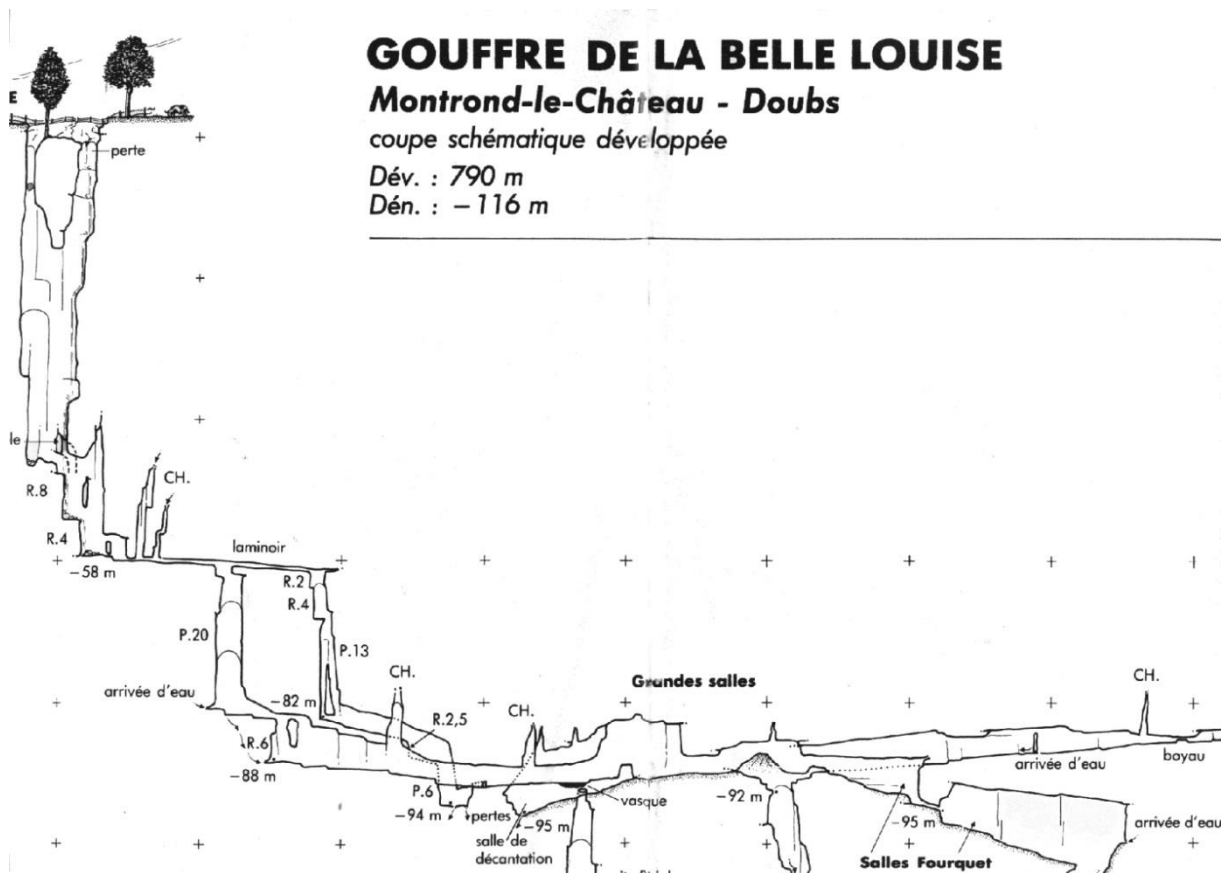 GOUFFRE DE LA BELLE LOUISE
Montrond-le-Château - Doubs
coupe schématique développée
Dév. : 790 m
Dén. : – 116 m
E
perte
le
R.8
CH.
R.4
–58 m
laminoir
R.2
R.4
P.20
P.13
arrivée d'eau
–82 m
CH.
R.2,5
CH.
Grandes salles
CH.
R.6
–88 m
P.6
–94 m
pertes
salle de
décantation
–95 m
vasque
–92 m
arrivée d'eau
boyau
–95 m
Salles Fourquet
arrivée d'eau